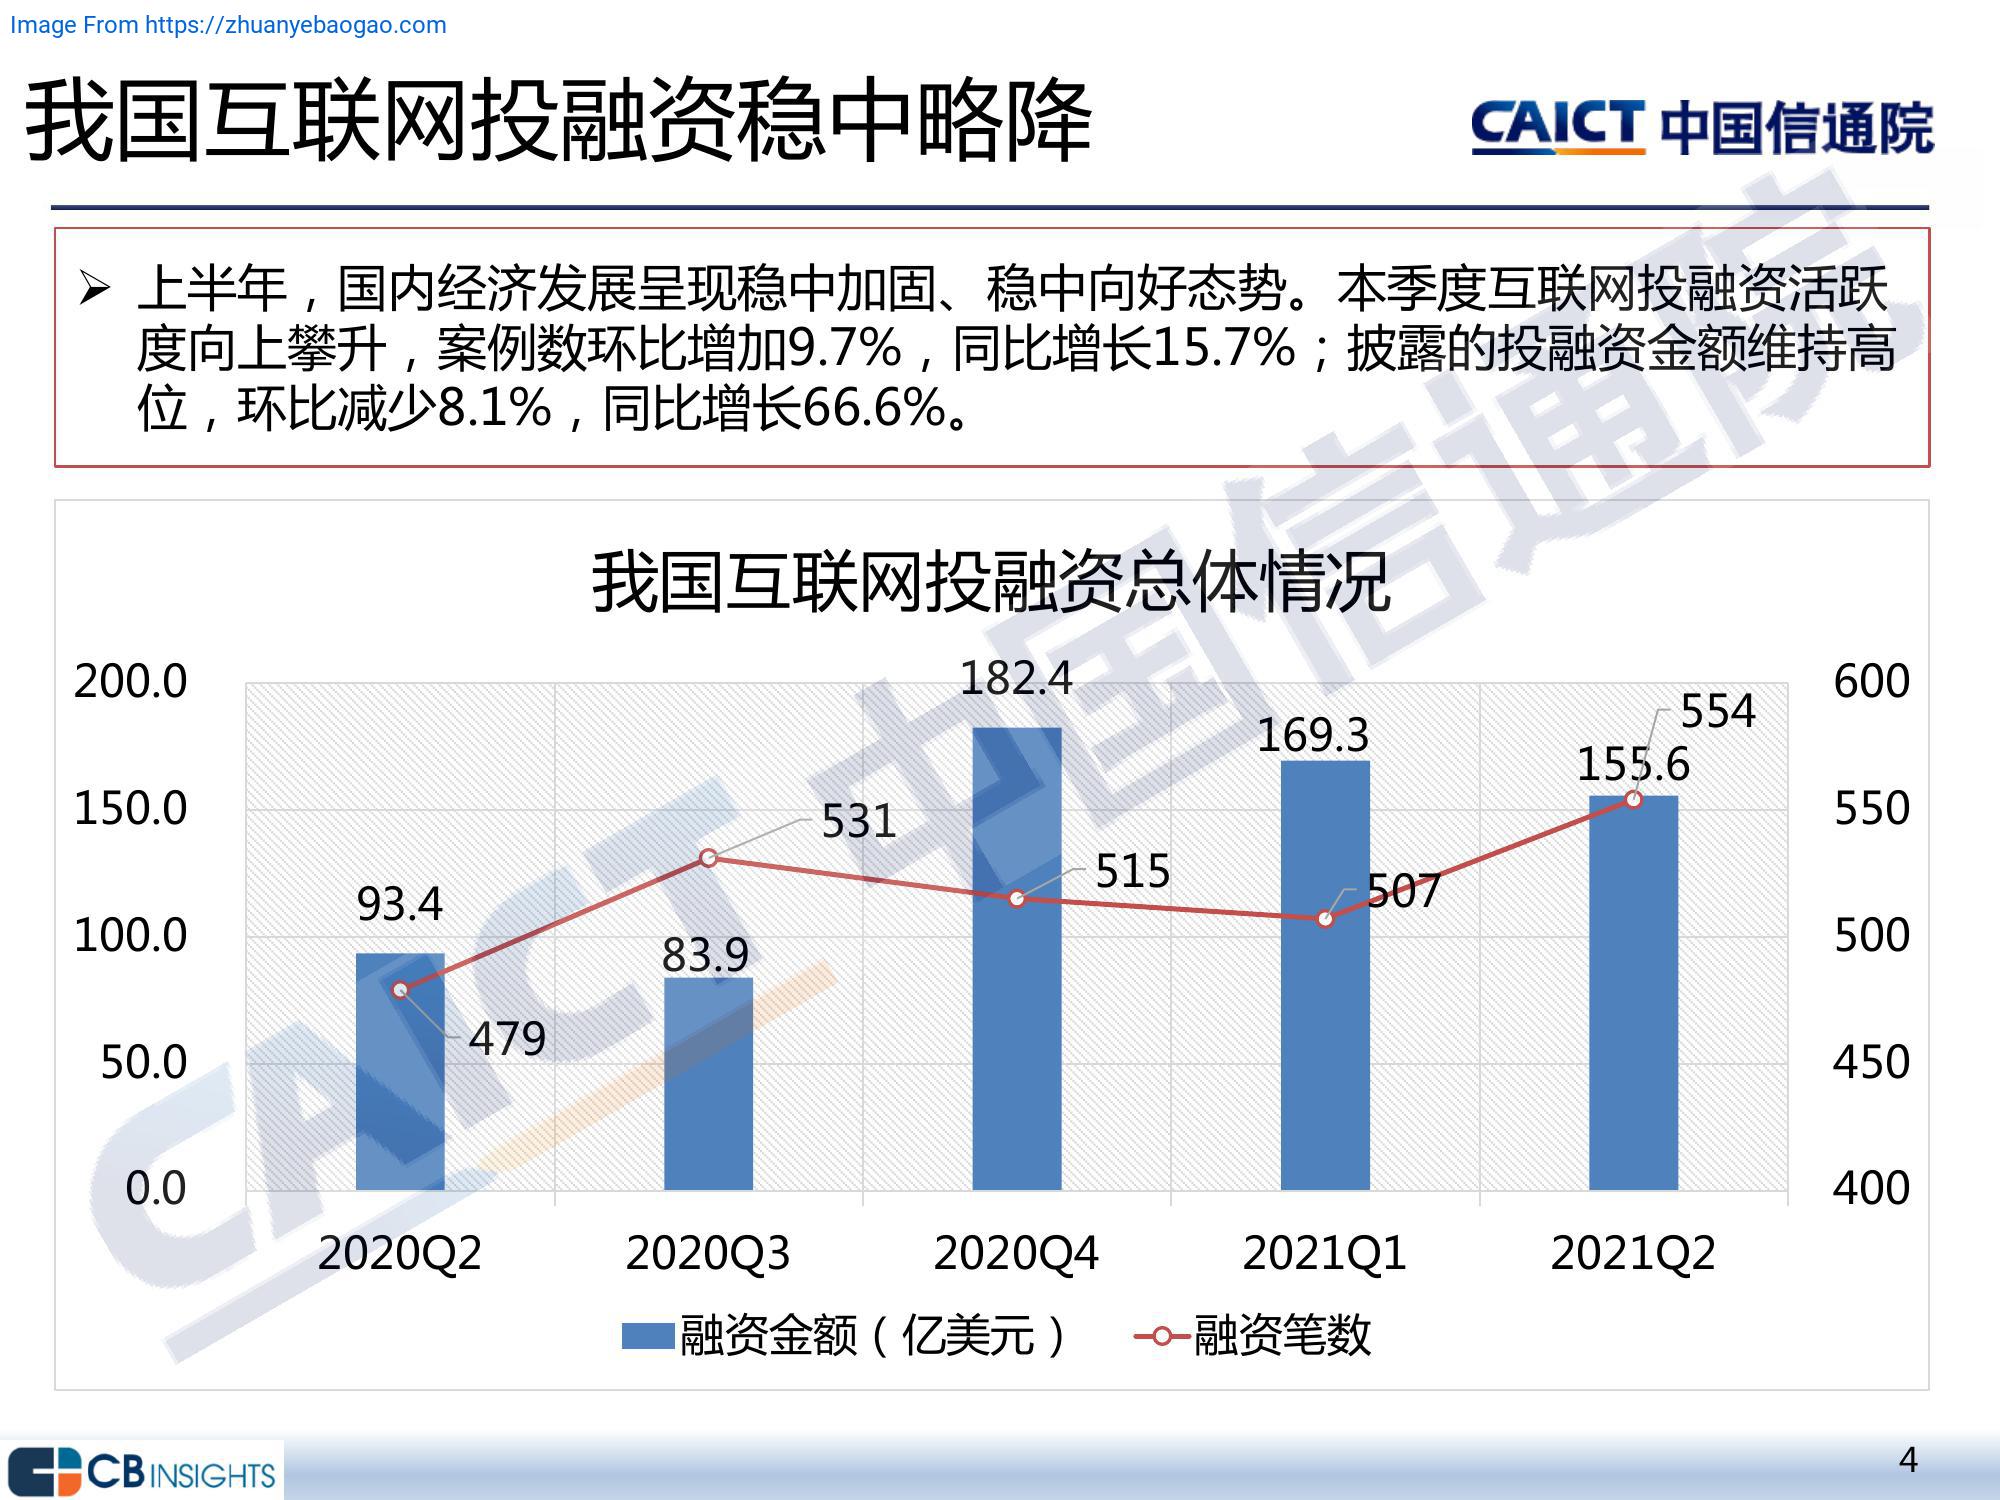 Image From https://zhuanyebaogao.com
我国互联网投融资稳中略降
CAICT 中国信通院
➢ 上半年，国内经济发展呈现稳中加固、稳中向好态势。本季度互联网投融资活跃
度向上攀升，案例数环比增加9.7%，同比增长15.7%；披露的投融资金额维持高
位，环比减少8.1%，同比增长66.6%。
我国互联网投融资总体情况
200.0
150.0
100.0
50.0
0.0
600
550
500
450
400
93.4
83.9
182.4
169.3
155.6
479
531
515
507
554
2020Q2 2020Q3 2020Q4 2021Q1 2021Q2
融资金额（亿美元） 融资笔数
CAICT 中国信通院
CB INSIGHTS
4